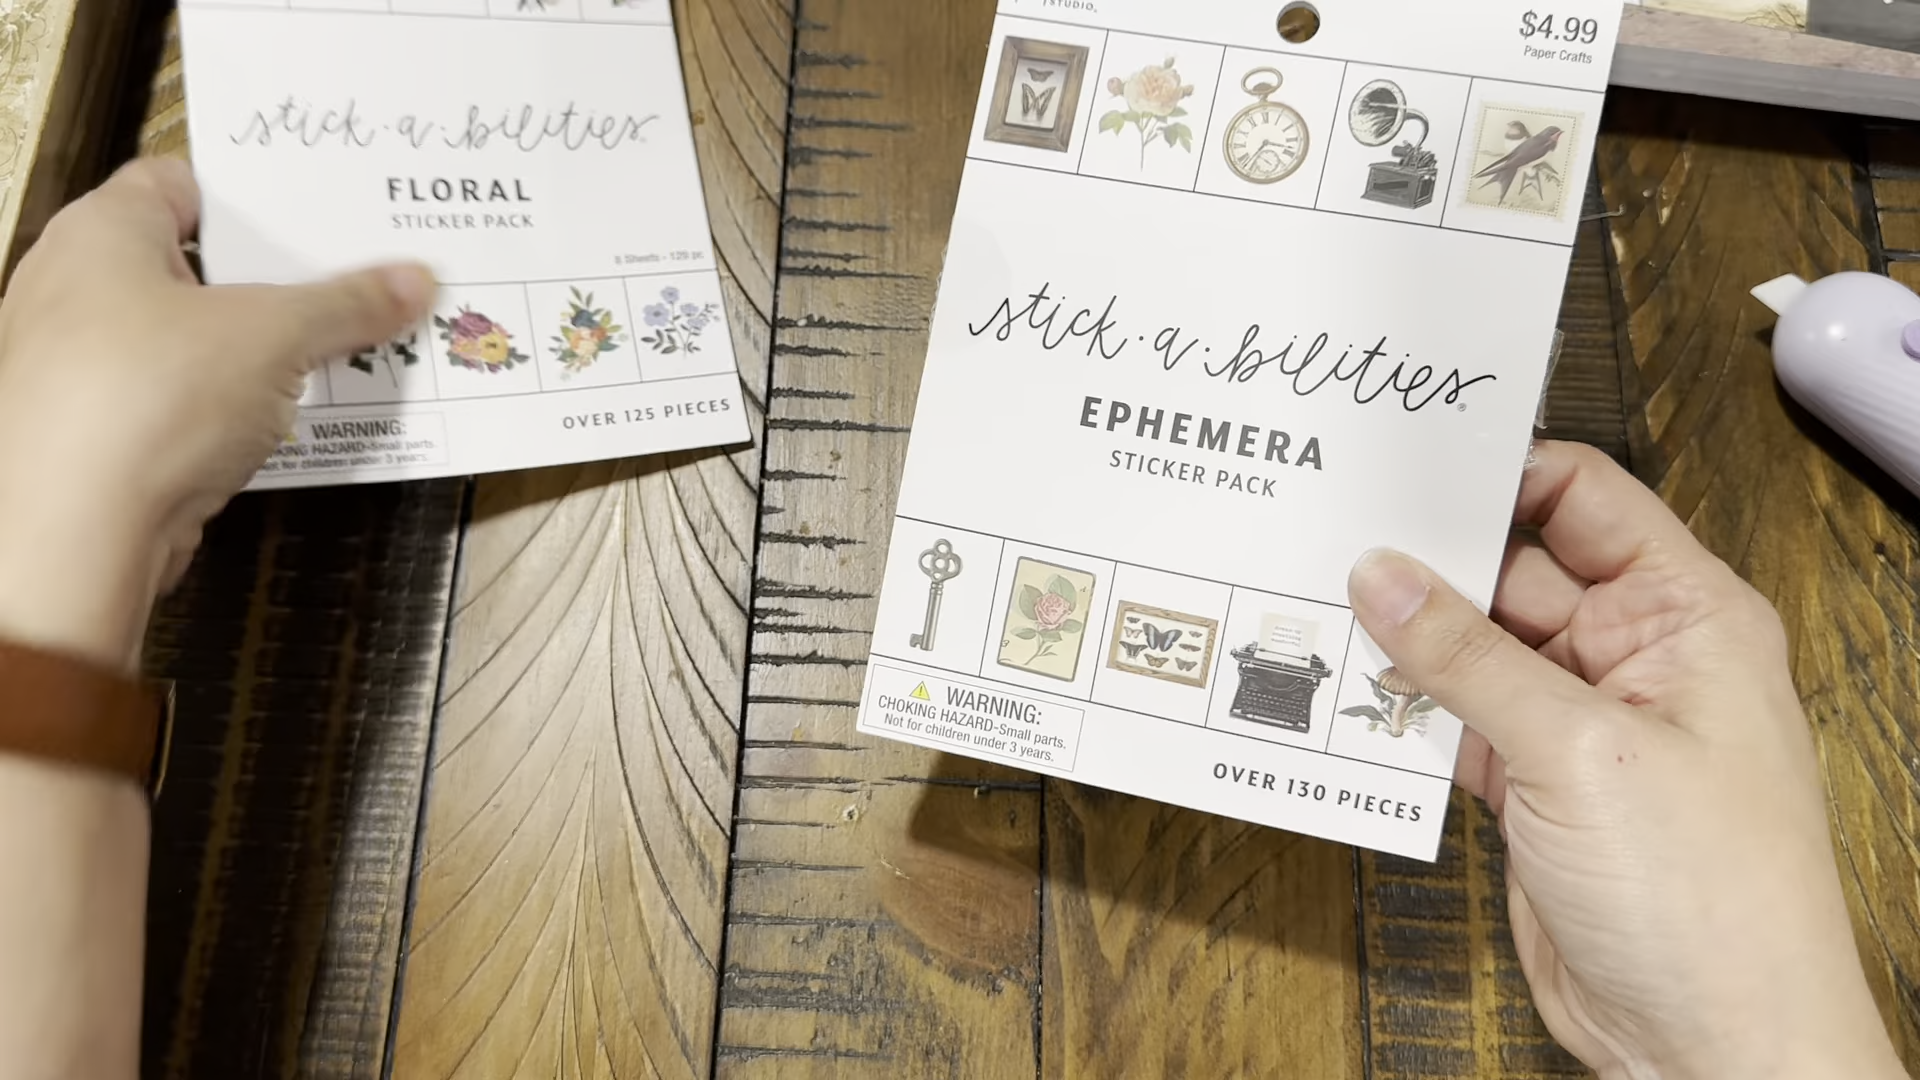 stick·a·bilities
FLORAL
STICKER PACK
8 Sheets - 129 pc
OVER 125 PIECES
WARNING:
KING HAZARD-Small parts.
Not for children under 3 years.
STUDIO.
$4.99
Paper Crafts
stick·a·bilities®
EPHEMERA
STICKER PACK
WARNING:
CHOKING HAZARD-Small parts.
Not for children under 3 years.
OVER 130 PIECES